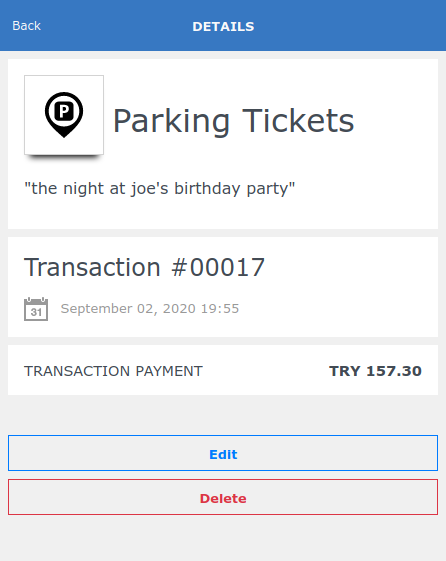 Back
DETAILS
P
Parking Tickets
"the night at joe's birthday party"
Transaction #00017
31
September 02, 2020 19:55
TRANSACTION PAYMENT
TRY 157.30
Edit
Delete